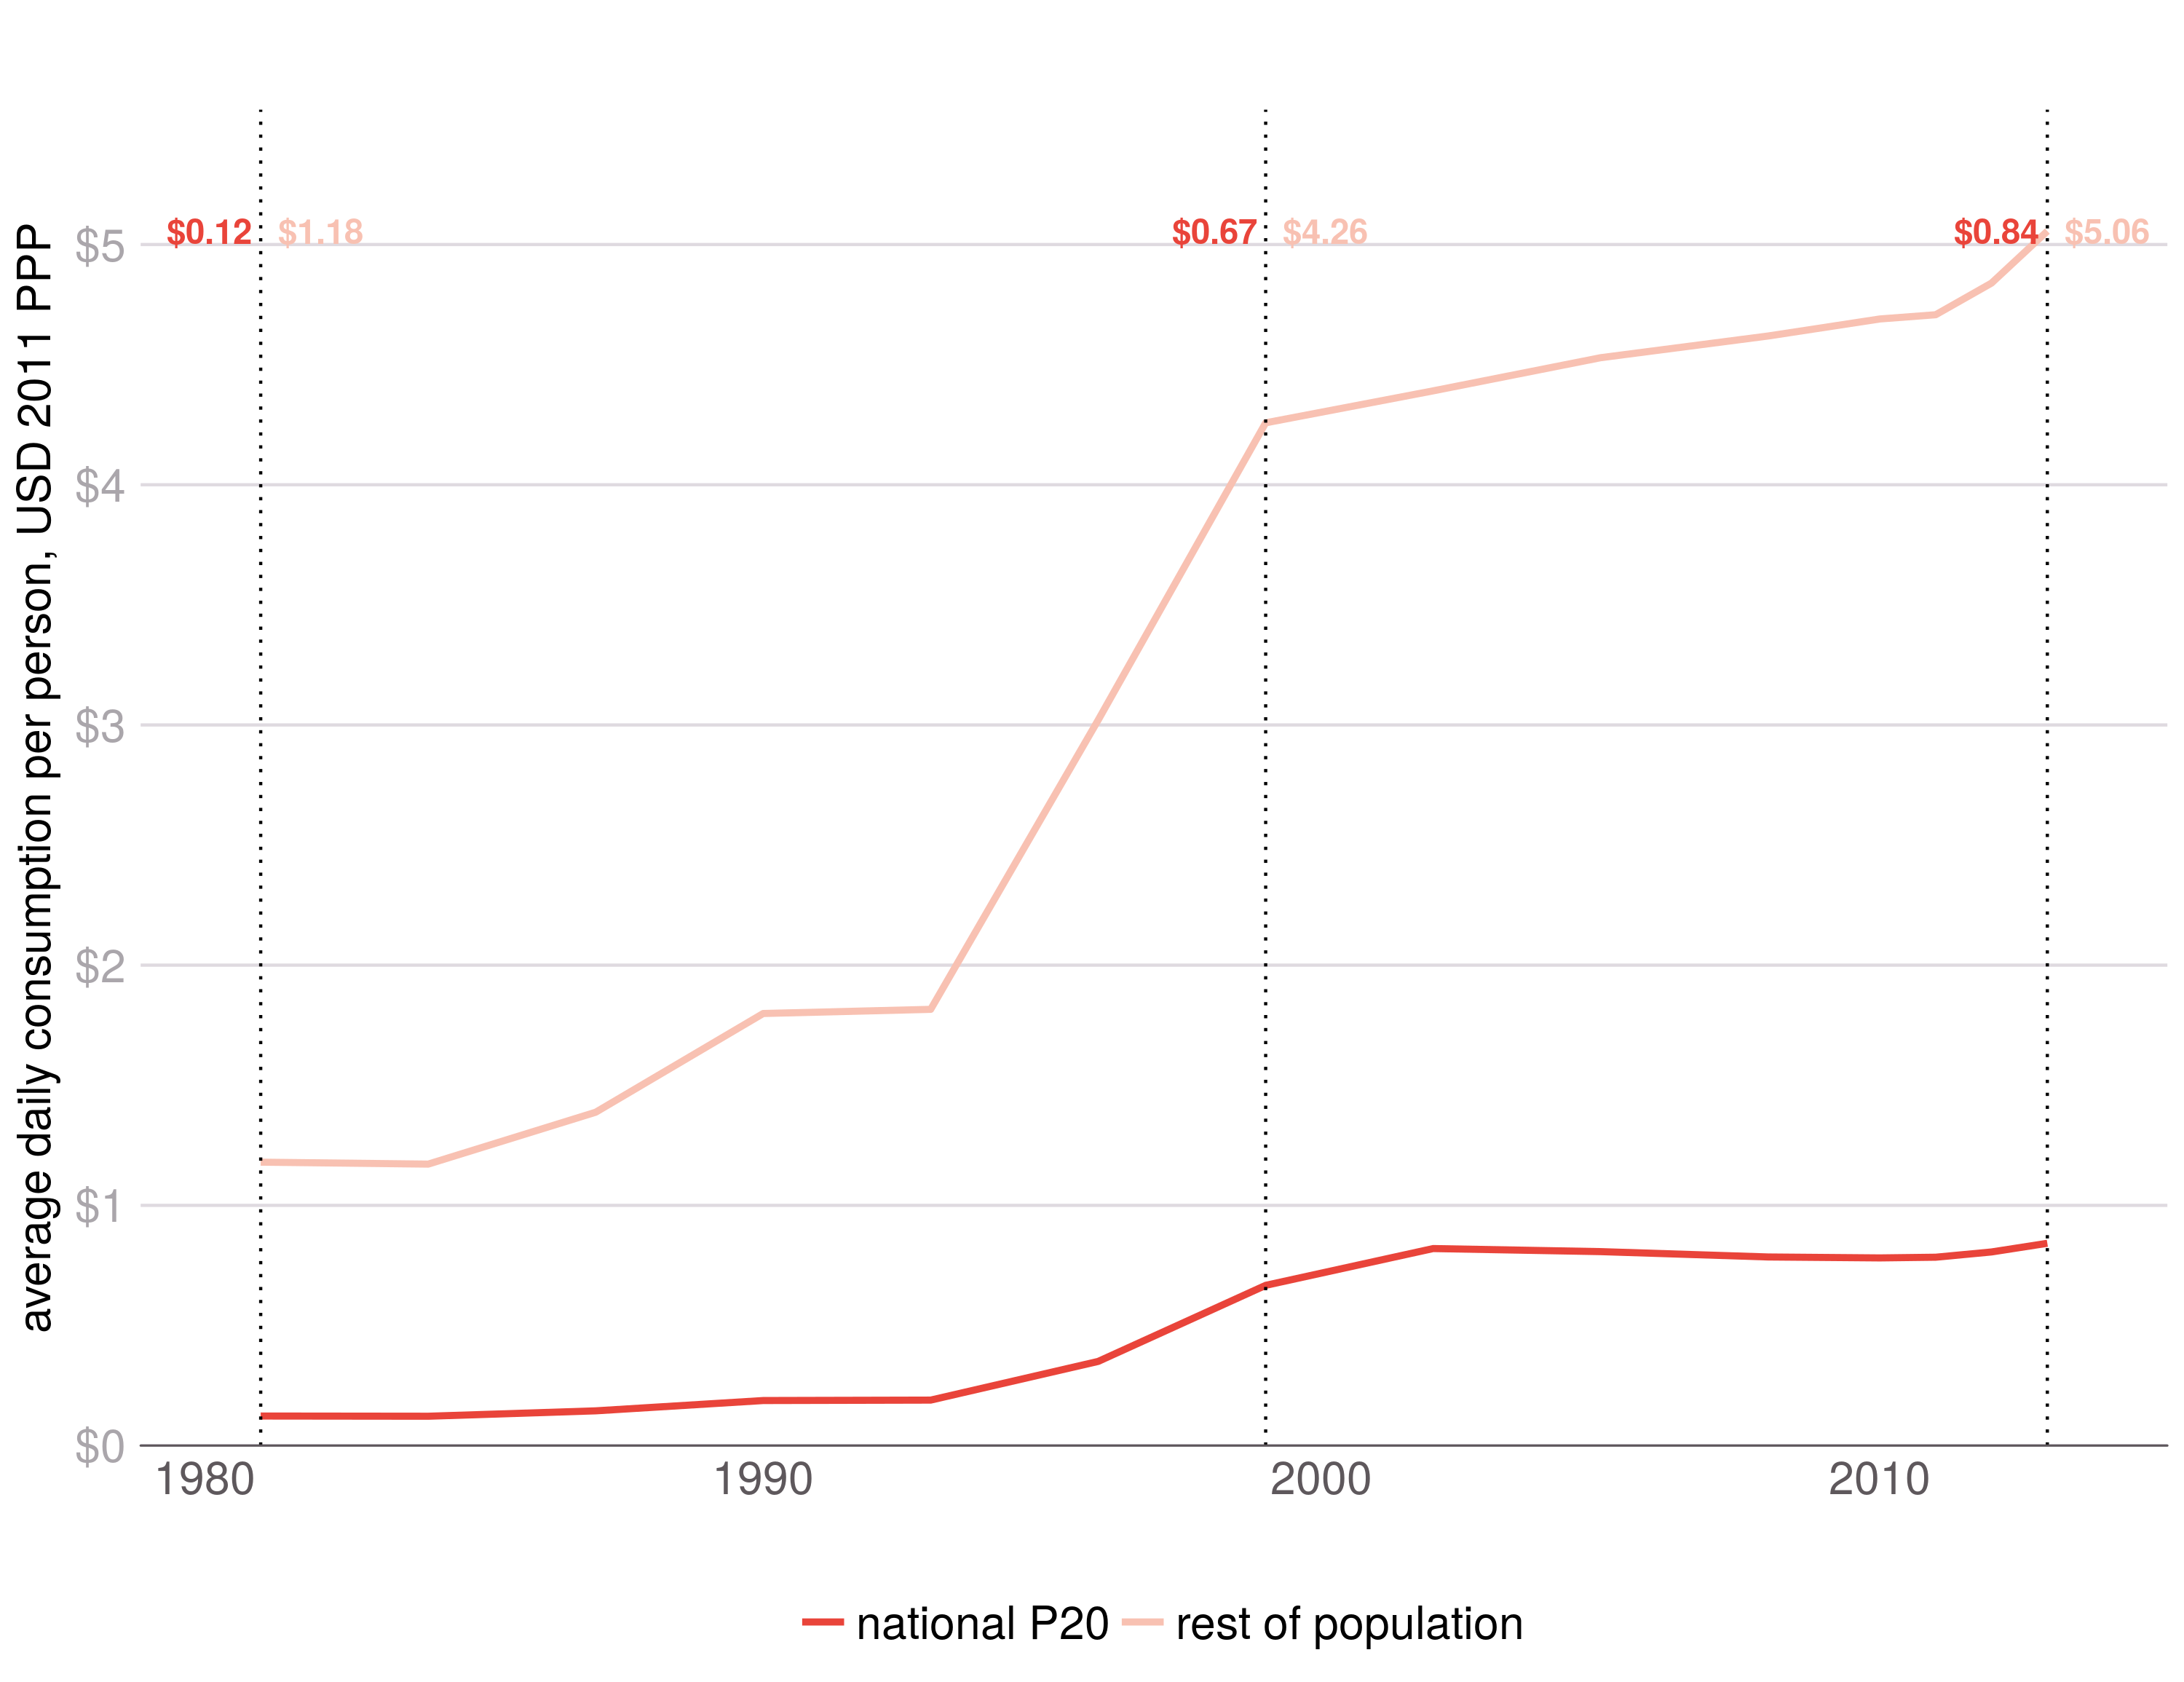 average daily consumption per person, USD 2011 PPP
$0.12 $1.18 $0.67 $4.26 $0.84 $5.06
$5
$4
$3
$2
$1
$0
1980 1990 2000 2010
national P20 rest of population